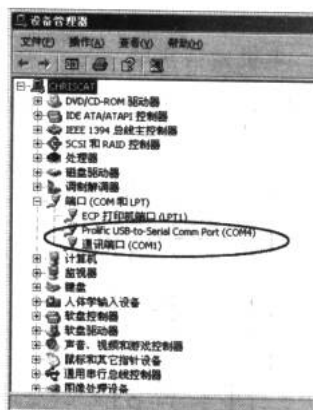 设备管理器
文件(F) 操作(A) 查看(V) 帮助(H)
CHRISCAT
DVD/CD-ROM 驱动器
IDE ATA/ATAPI 控制器
IEEE 1394 总线主控制器
SCSI 和 RAID 控制器
处理器
磁盘驱动器
调制解调器
端口 (COM 和 LPT)
ECP 打印机端口 (LPT1)
Prolific USB-to-Serial Comm Port (COM4)
通讯端口 (COM1)
计算机
监视器
键盘
人体学输入设备
软盘控制器
软盘驱动器
声音、视频和游戏控制器
鼠标和其它指针设备
通用串行总线控制器
图像处理设备